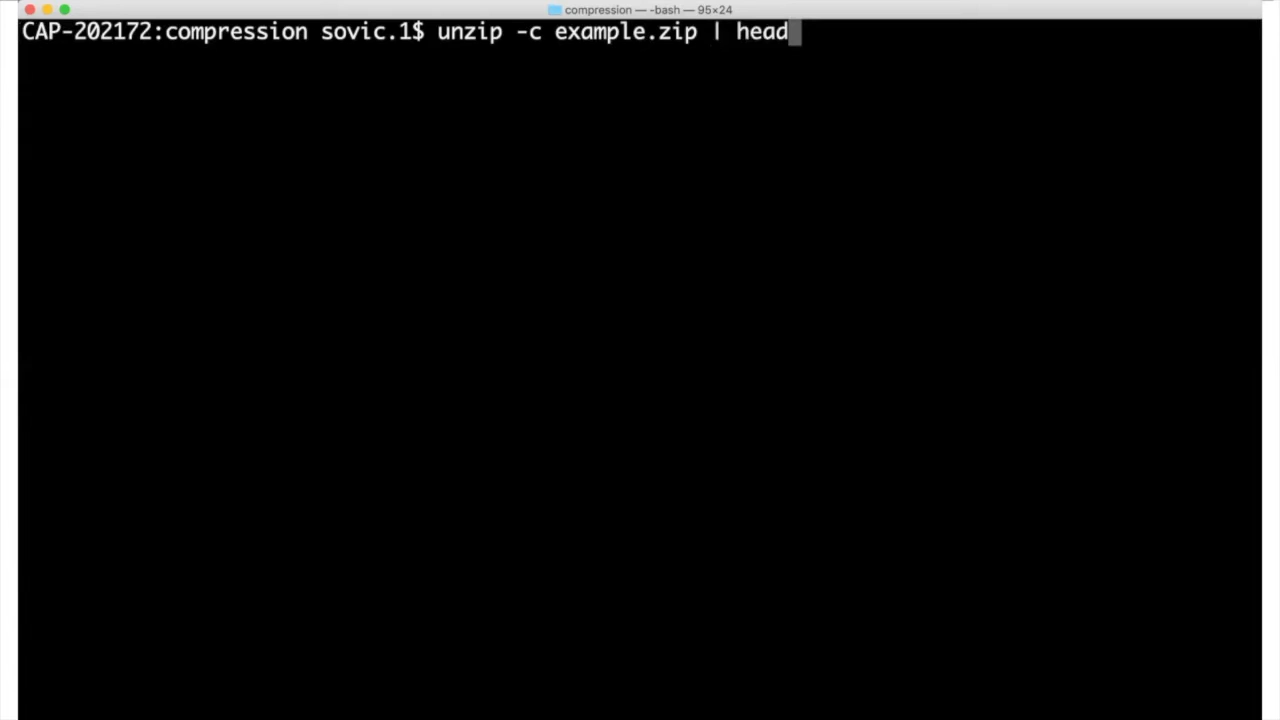 compression — -bash — 95×24
CAP-202172:compression sovic.1$ unzip -c example.zip | head